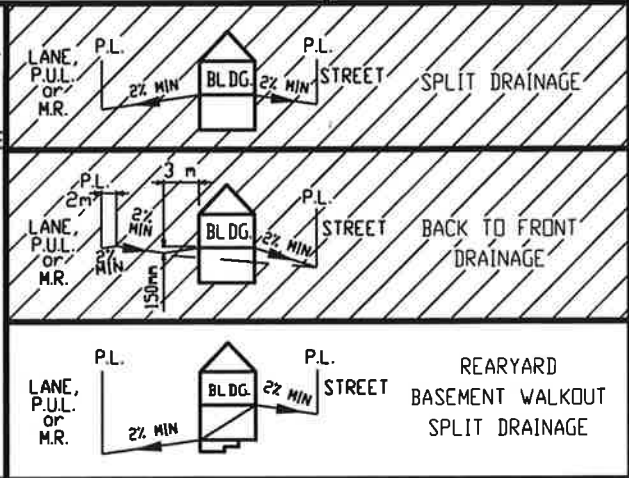 P.L.
P.L.
LANE,
P.U.L.
or
M.R.
2% MIN
BLDG.
2% MIN
STREET
SPLIT DRAINAGE
3 m
P.L.
2m
P.L.
LANE,
P.U.L.
or
M.R.
2%
MIN
2%
MIN
150mm
BLDG.
2% MIN
STREET
BACK TO FRONT
DRAINAGE
P.L.
P.L.
LANE,
P.U.L.
or
M.R.
2% MIN
BLDG.
2% MIN
STREET
REARYARD
BASEMENT WALKOUT
SPLIT DRAINAGE